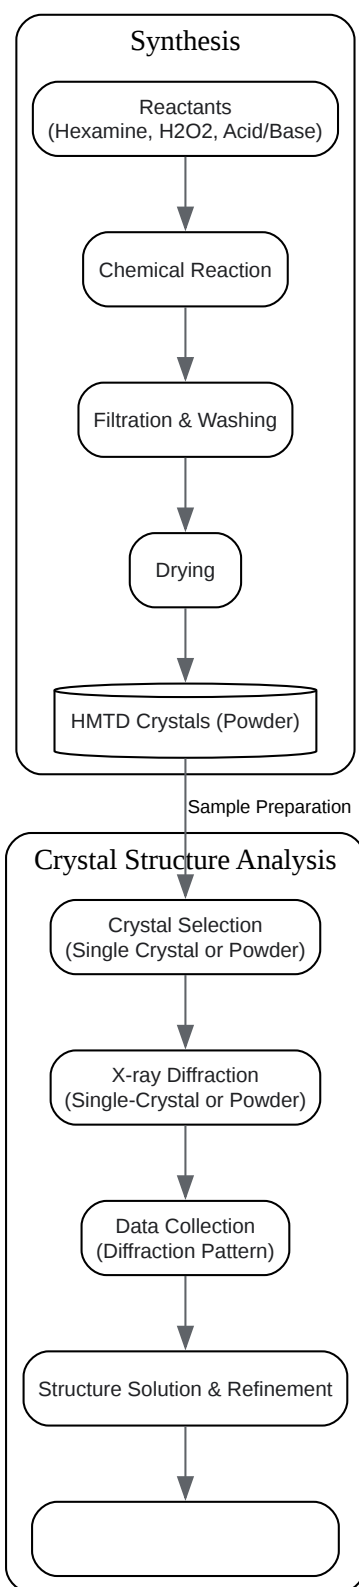 Synthesis
Reactants
(Hexamine, H2O2, Acid/Base)
Chemical Reaction
Filtration & Washing
Drying
HMTD Crystals (Powder)
Sample Preparation
Crystal Structure Analysis
Crystal Selection
(Single Crystal or Powder)
X-ray Diffraction
(Single-Crystal or Powder)
Data Collection
(Diffraction Pattern)
Structure Solution & Refinement